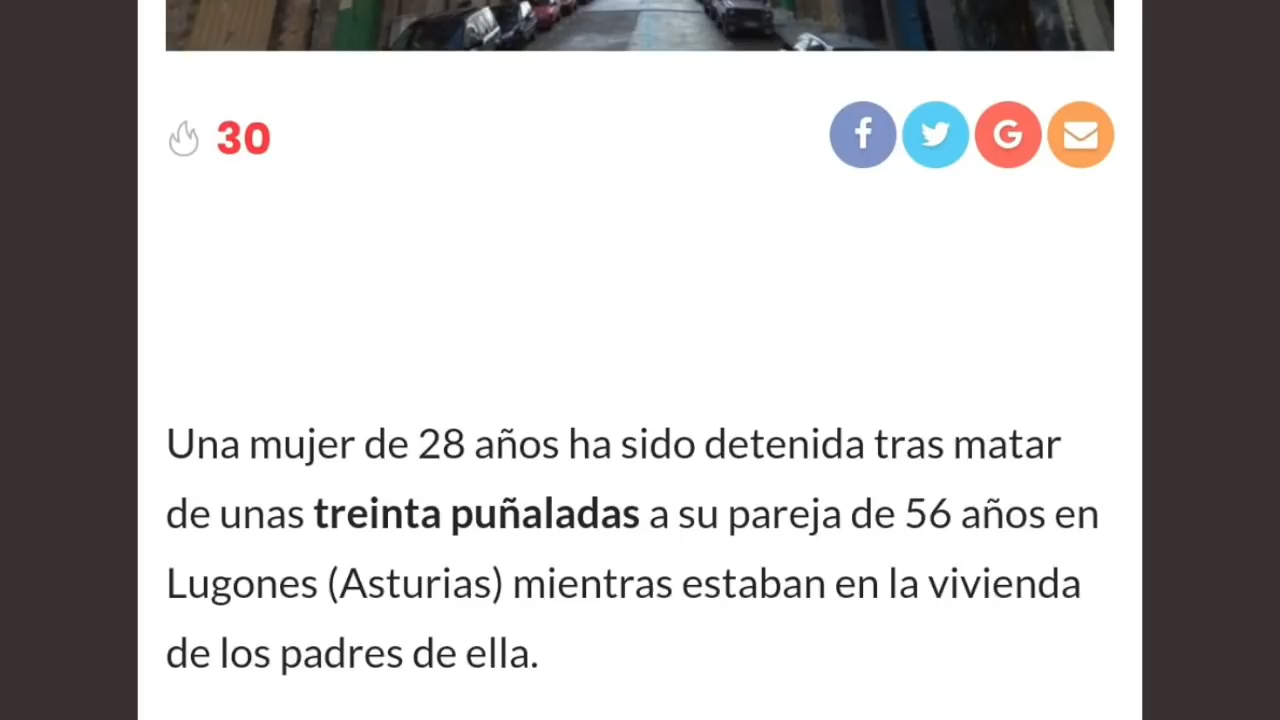 30
Una mujer de 28 años ha sido detenida tras matar
de unas treinta puñaladas a su pareja de 56 años en
Lugones (Asturias) mientras estaban en la vivienda
de los padres de ella.